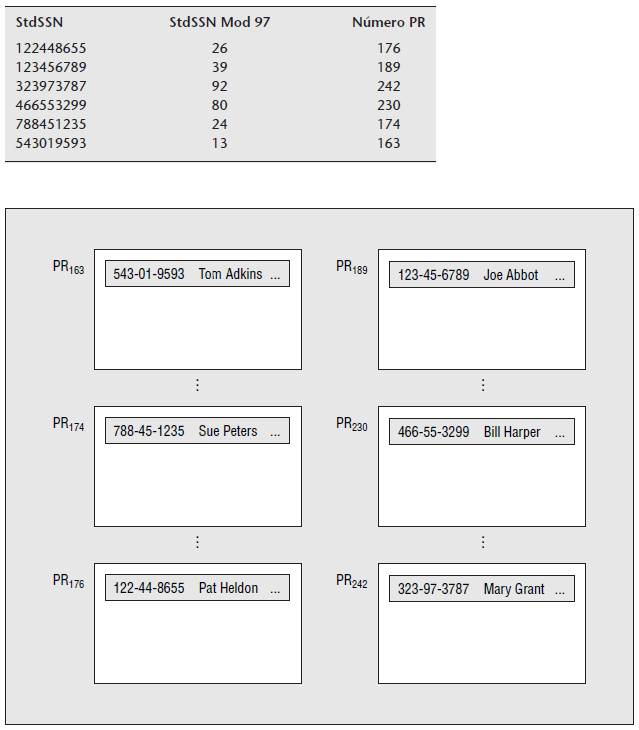 StdSSN StdSSN Mod 97 Número PR
122448655 26 176
123456789 39 189
323973787 92 242
466553299 80 230
788451235 24 174
543019593 13 163
PR163 543-01-9593 Tom Adkins ...
PR189 123-45-6789 Joe Abbot ...
⋮ ⋮
PR174 788-45-1235 Sue Peters ...
PR230 466-55-3299 Bill Harper ...
⋮ ⋮
PR176 122-44-8655 Pat Heldon ...
PR242 323-97-3787 Mary Grant ...